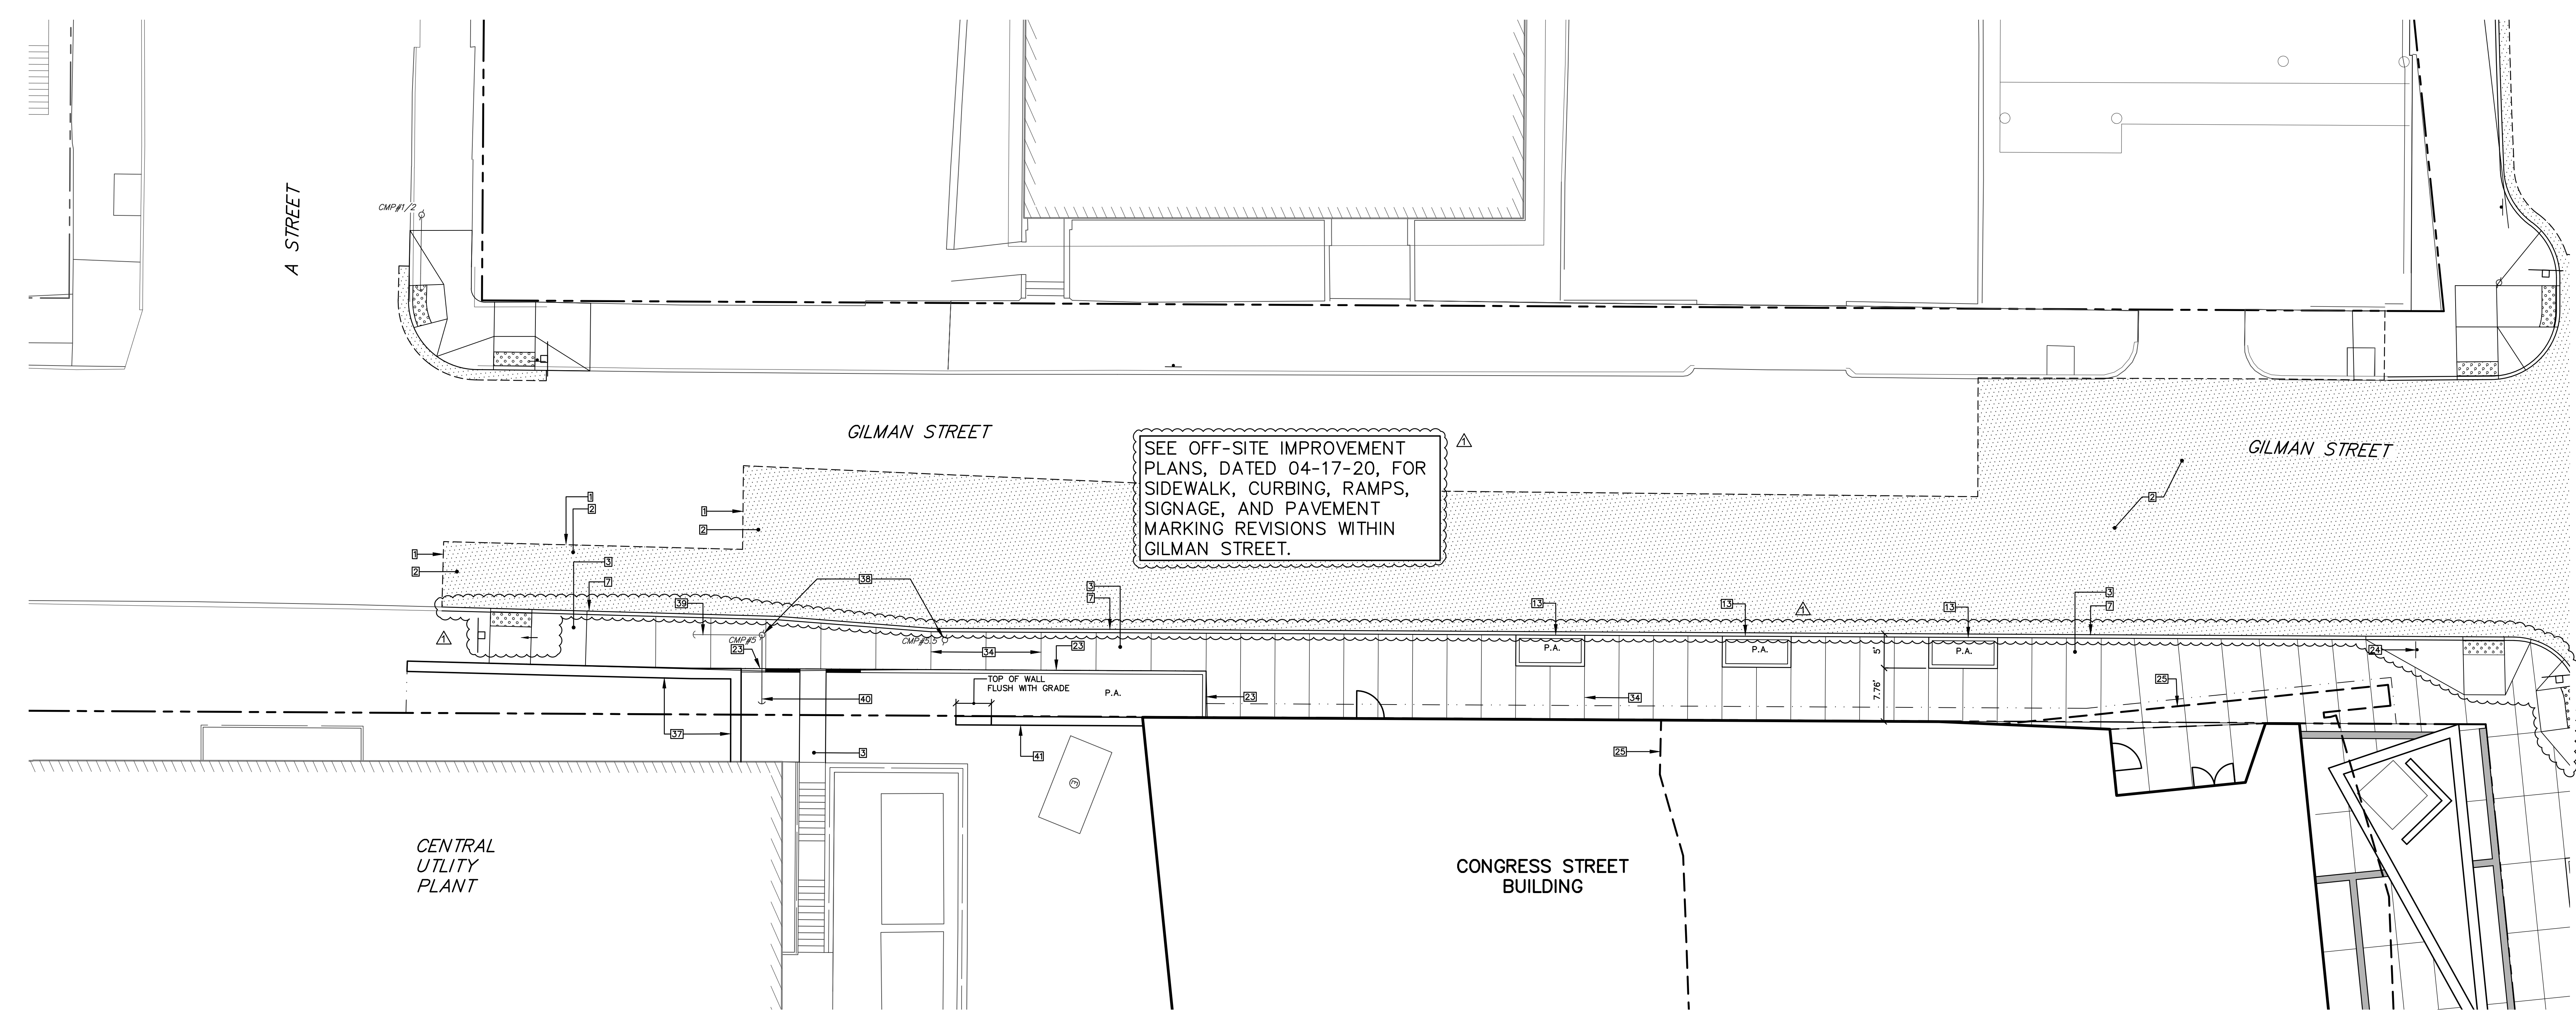 CMP#1/2
A STREET
GILMAN STREET
SEE OFF-SITE IMPROVEMENT
PLANS, DATED 04-17-20, FOR
SIDEWALK, CURBING, RAMPS,
SIGNAGE, AND PAVEMENT
MARKING REVISIONS WITHIN
GILMAN STREET.
1
GILMAN STREET
1
2
1
2
2
1
2
3
7
38
39
3
7
13
13
1
13
3
7
1
CMP#5
CMP#5.5
23
34
23
P.A.
P.A.
P.A.
5'
24
TOP OF WALL
FLUSH WITH GRADE
P.A.
40
23
34
7.76'
25
37
3
41
25
3
CENTRAL
UTLITY
PLANT
CONGRESS STREET
BUILDING